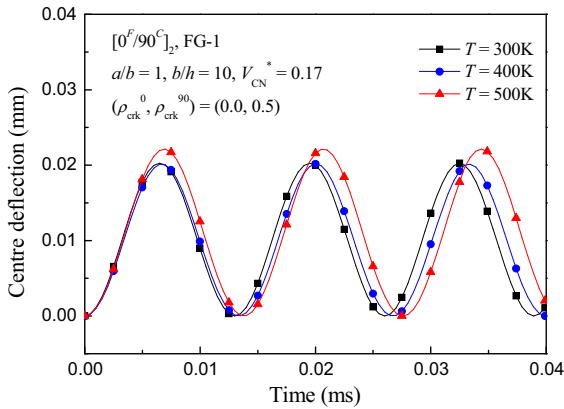 [0^F/90^C]_2, FG-1
a/b = 1, b/h = 10, V_CN^* = 0.17
(ρ_crk^0, ρ_crk^90) = (0.0, 0.5)
T = 300K
T = 400K
T = 500K
Centre deflection (mm)
0.04
0.03
0.02
0.01
0.00
0.00 0.01 0.02 0.03 0.04
Time (ms)